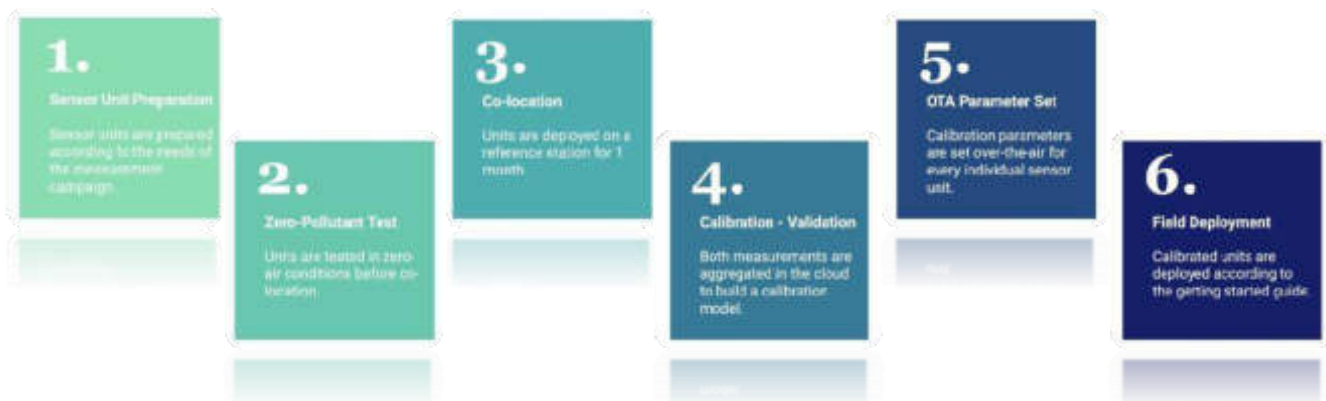 1.
Sensor Unit Preparation
Sensor units are prepared
according to the needs of
the measurement
campaign.
2.
Zero-Pollutant Test
Units are tested in zero
air conditions before co-
location.
3.
Co-location
Units are deployed on a
reference station for 1
month
4.
Calibration - Validation
Both measurements are
aggregated in the cloud
to build a calibration
model.
5.
OTA Parameter Set
Calibration parameters
are set over-the-air for
every individual sensor
unit.
6.
Field Deployment
Calibrated units are
deployed according to
the getting started guide